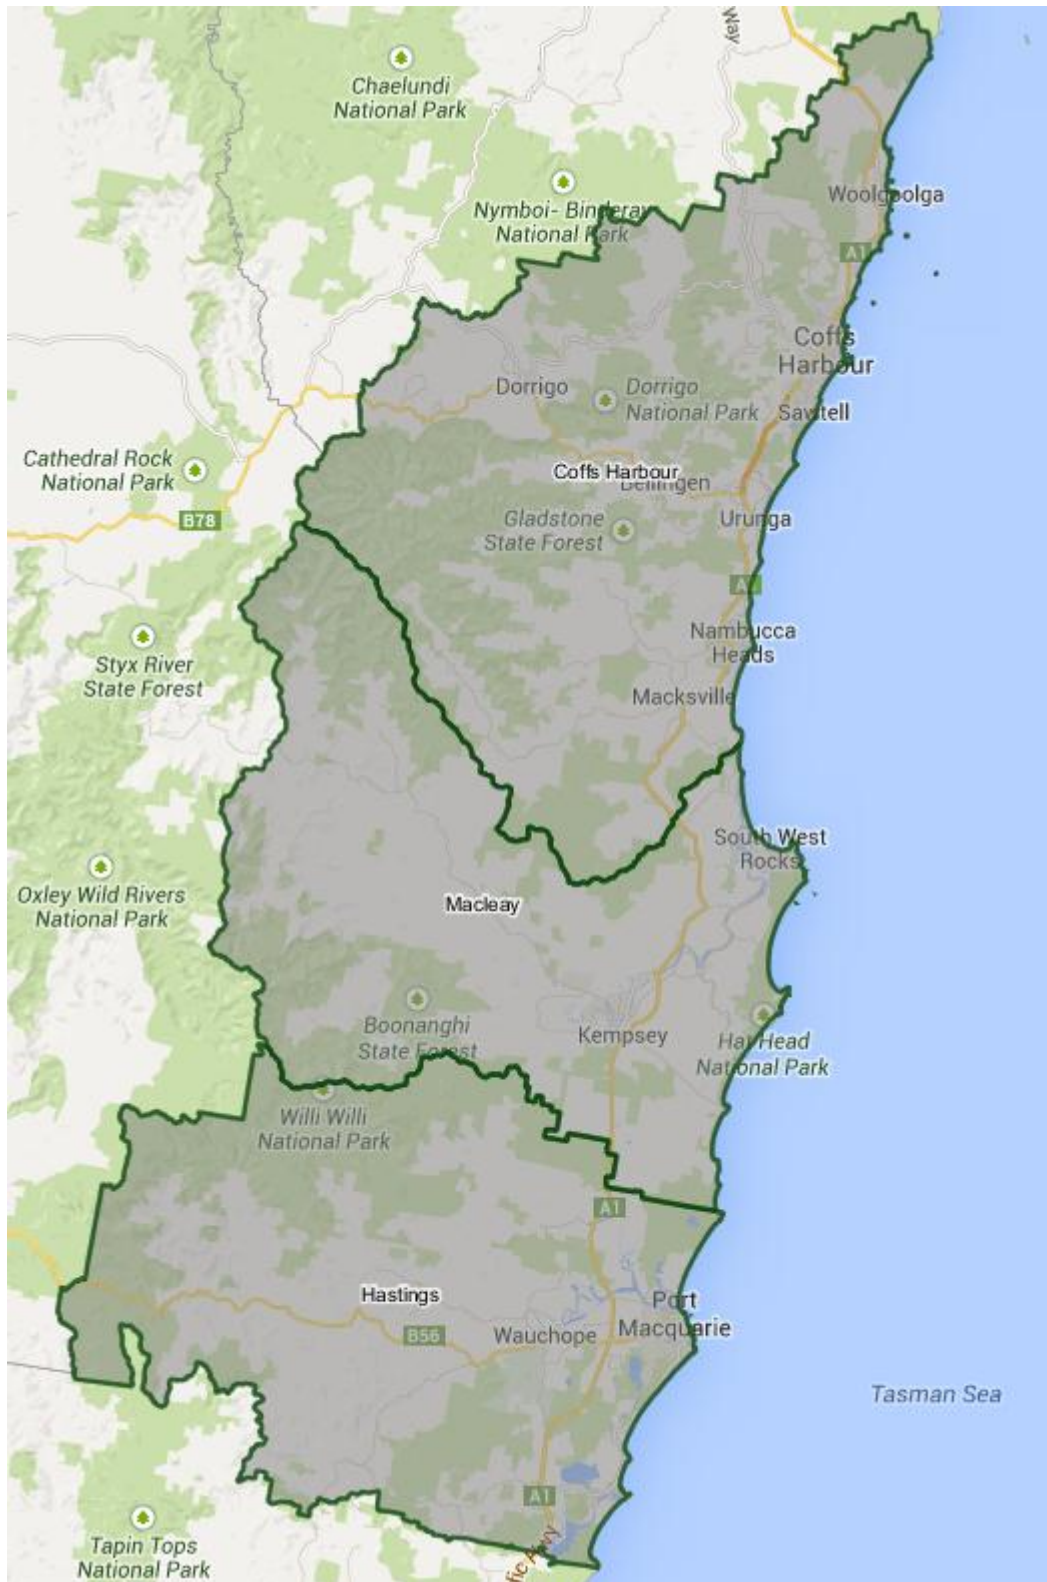 Way
Chaelundi
National Park
Nymboi- Binderay
National Park
Woolgoolga
A1
Coffs
Harbour
Dorrigo
Dorrigo
National Park
Sawtell
Cathedral Rock
National Park
Coffs Harbour
Bellingen
B78
Gladstone
State Forest
Urunga
A1
Styx River
State Forest
Nambucca
Heads
Macksville
South West
Rocks
Oxley Wild Rivers
National Park
Macleay
Boonanghi
State Forest
Kempsey
Hat Head
National Park
Willi Willi
National Park
A1
Hastings
Port
Macquarie
B56
Wauchope
Tasman Sea
A1
Tapin Tops
National Park
fic Hwy